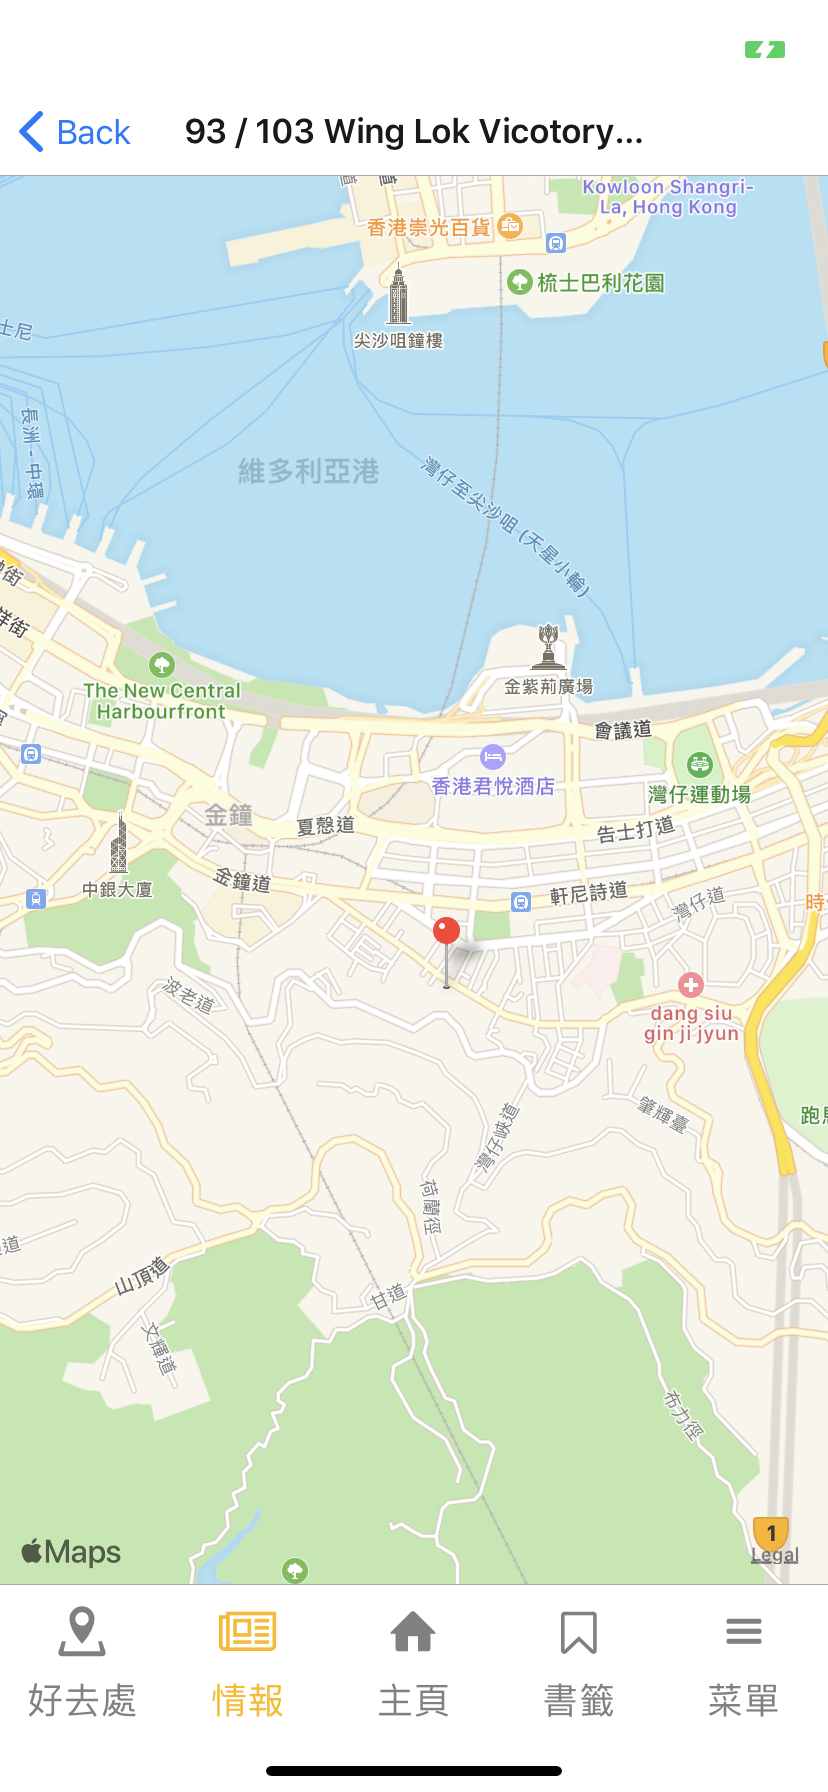 Back
93 / 103 Wing Lok Vicotory...
Kowloon Shangri-
La, Hong Kong
香港崇光百貨
梳士巴利花園
尖沙咀鐘樓
士尼
長洲 - 中環
維多利亞港
灣仔至尖沙咀 (天星小輪)
金紫荊廣場
The New Central
Harbourfront
會議道
香港君悅酒店
灣仔運動場
金鐘
夏慤道
告士打道
中銀大廈
金鐘道
軒尼詩道
灣仔道
時
波老道
dang siu
gin ji jyun
肇輝臺
跑馬
灣仔峽道
荷蘭徑
道
山頂道
甘道
文輝道
布力徑
Maps
1
Legal
好去處
情報
主頁
書籤
菜單